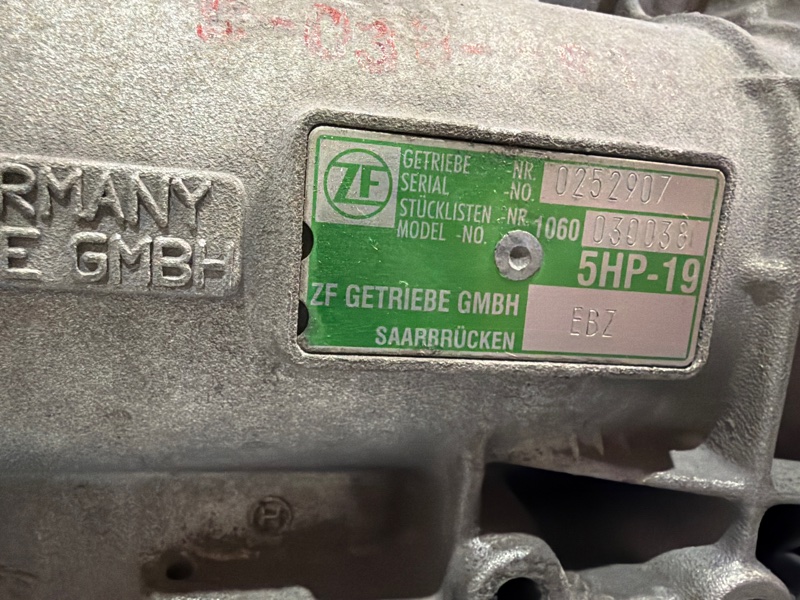 RMANY
E GMBH
ZF
GETRIEBE -NR.
SERIAL NO. 0252907
STÜCKLISTEN -NR.
MODEL -NO. 1060 030038
5HP-19
ZF GETRIEBE GMBH
SAARBRÜCKEN
EBZ
H